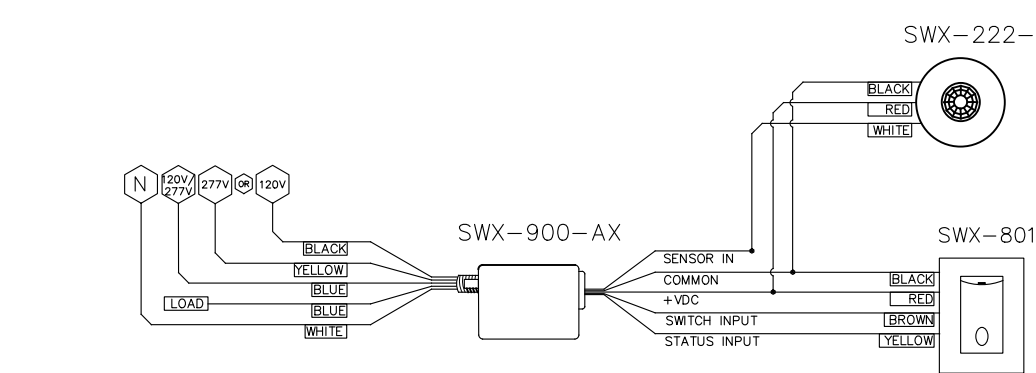 SWX-222-
BLACK
RED
WHITE
N
120V/
277V
277V
OR
120V
SWX-900-AX
SWX-801
BLACK
YELLOW
BLUE
LOAD
BLUE
WHITE
SENSOR IN
COMMON
+VDC
SWITCH INPUT
STATUS INPUT
BLACK
RED
BROWN
YELLOW